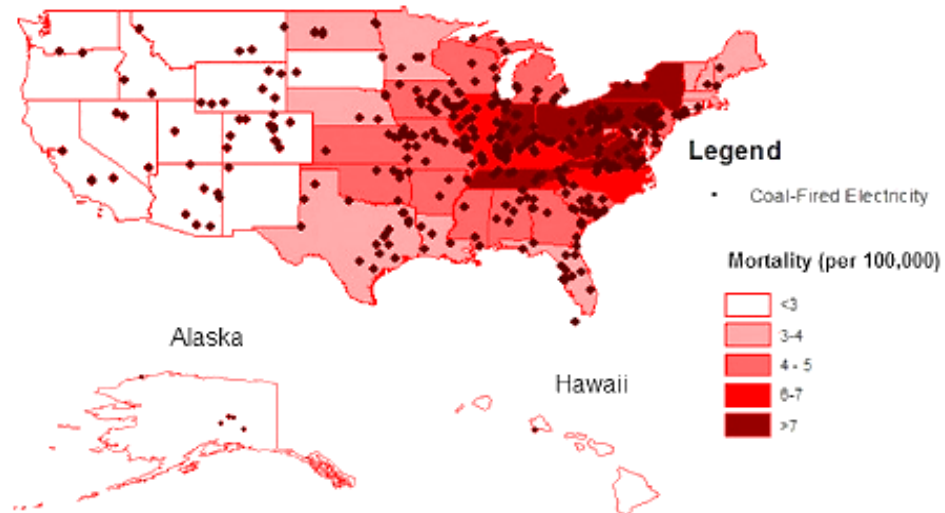 Legend
Coal-Fired Electricity
Mortality (per 100,000)
<3
3-4
4 - 5
6-7
>7
Alaska
Hawaii